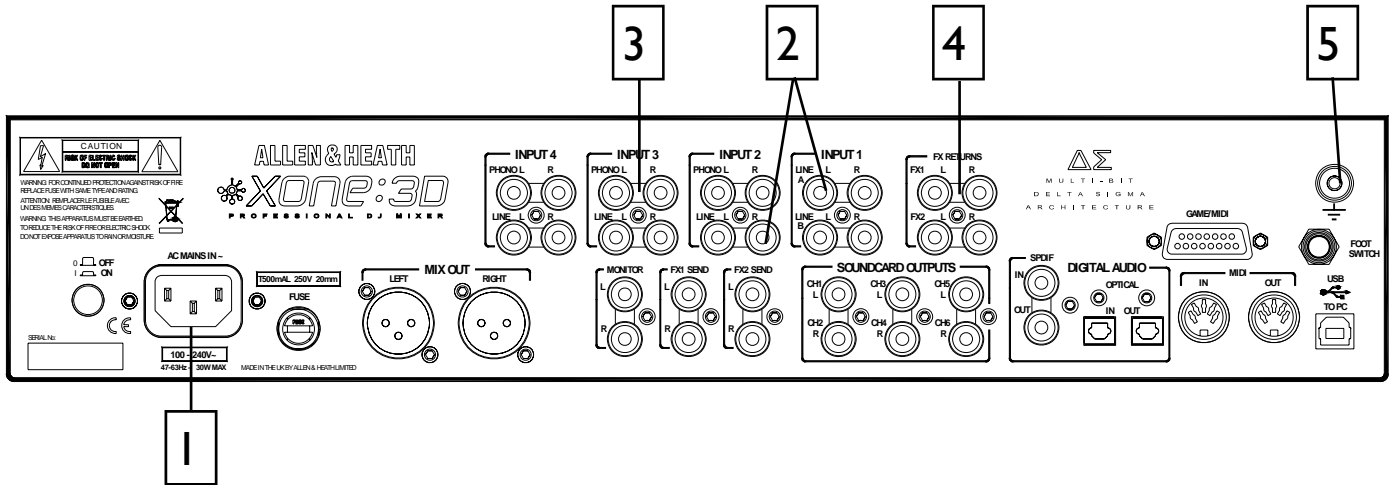 3
2
4
5
CAUTION
RISK OF ELECTRIC SHOCK
DO NOT OPEN
WARNING: FOR CONTINUED PROTECTION AGAINST RISK OF FIRE
REPLACE FUSE WITH SAME TYPE AND RATING.
ATTENTION: REMPLACER LE FUSIBLE AVEC
UN DES MEMES CARACTERISTIQUES.
WARNING: THIS APPARATUS MUST BE EARTHED.
TO REDUCE THE RISK OF FIRE OR ELECTRIC SHOCK
DO NOT EXPOSE APPARATUS TO RAIN OR MOISTURE.
ALLEN & HEATH
XONE:3D
PROFESSIONAL DJ MIXER
INPUT 4
PHONO L R
LINE L R
INPUT 3
PHONO L R
LINE L R
INPUT 2
PHONO L R
LINE L R
INPUT 1
LINE A L R
LINE B L R
FX RETURNS
FX1 L R
FX2 L R
ΔΣ
MULTI-BIT
DELTA SIGMA
ARCHITECTURE
GAME/MIDI
FOOT
SWITCH
0 OFF
I ON
CE
SERIAL No:
AC MAINS IN ~
100 - 240V~
47-63Hz - 30W MAX
T500mAL 250V 20mm
FUSE
FUSE
MADE IN THE UK BY ALLEN & HEATH LIMITED
MIX OUT
LEFT
RIGHT
MONITOR
L
R
FX1 SEND
L
R
FX2 SEND
L
R
SOUNDCARD OUTPUTS
CH1 L CH3 L CH5 L
CH2 R CH4 R CH6 R
SPDIF
IN
OUT
DIGITAL AUDIO
OPTICAL
IN OUT
MIDI
IN OUT
USB
TO PC
1